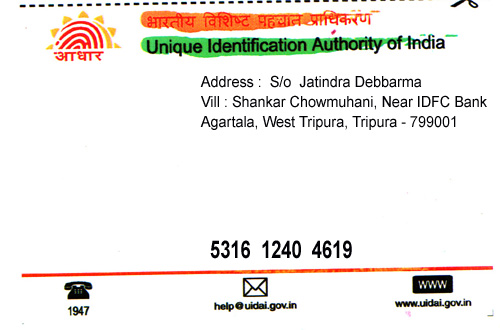 भारतीय विशिष्ट पहचान प्राधिकरण
Unique Identification Authority of India
आधार
Address : S/o Jatindra Debbarma
Vill : Shankar Chowmuhani, Near IDFC Bank
Agartala, West Tripura, Tripura - 799001
5316 1240 4619
1947
help@uidai.gov.in
WWW
www.uidai.gov.in